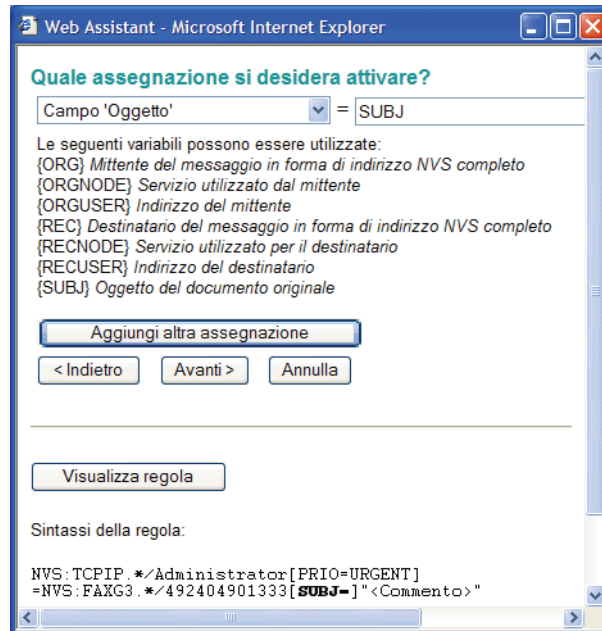 Web Assistant - Microsoft Internet Explorer
Quale assegnazione si desidera attivare?
Campo 'Oggetto' = SUBJ
Le seguenti variabili possono essere utilizzate:
{ORG} Mittente del messaggio in forma di indirizzo NVS completo
{ORGNODE} Servizio utilizzato dal mittente
{ORGUSER} Indirizzo del mittente
{REC} Destinatario del messaggio in forma di indirizzo NVS completo
{RECNODE} Servizio utilizzato per il destinatario
{RECUSER} Indirizzo del destinatario
{SUBJ} Oggetto del documento originale
Aggiungi altra assegnazione
< Indietro Avanti > Annulla
Visualizza regola
Sintassi della regola:
NVS:TCPIP.*/Administrator[PRIO=URGENT]
=NVS:FAXG3.*/492404901333[SUBJ=]"<Commento>"